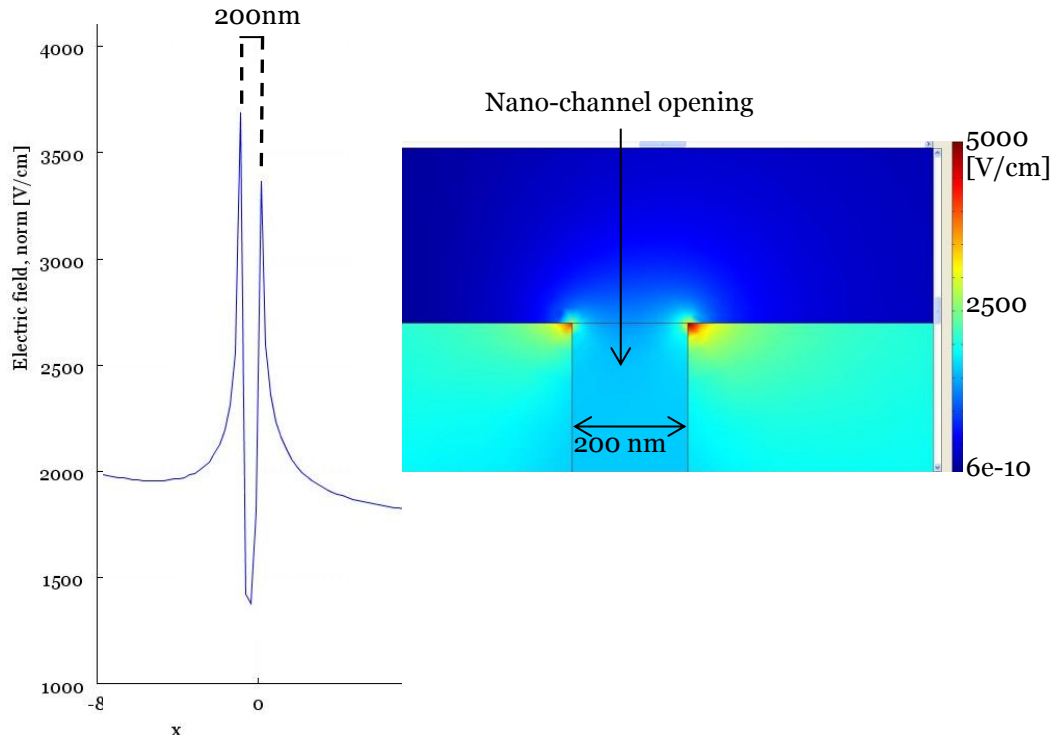 200nm
4000
3500
3000
2500
2000
1500
1000
Electric field, norm [V/cm]
-8
0
x
Nano-channel opening
200 nm
5000
[V/cm]
2500
6e-10